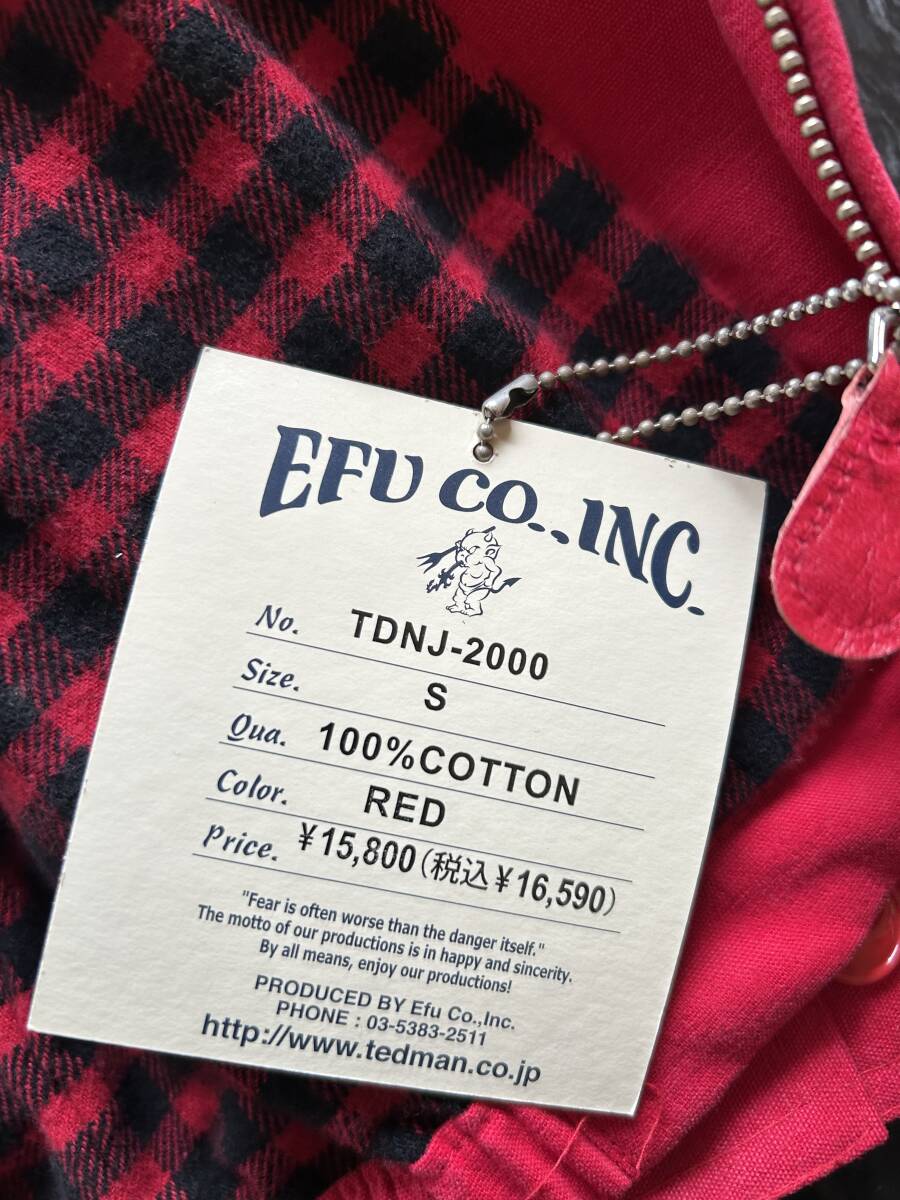 EFU CO.,INC.
No. TDNJ-2000
Size. S
Qua. 100%COTTON
Color. RED
Price. ¥15,800(税込¥16,590)
"Fear is often worse than the danger itself."
The motto of our productions is in happy and sincerity.
By all means, enjoy our productions!
PRODUCED BY Efu Co.,Inc.
PHONE : 03-5383-2511
http://www.tedman.co.jp